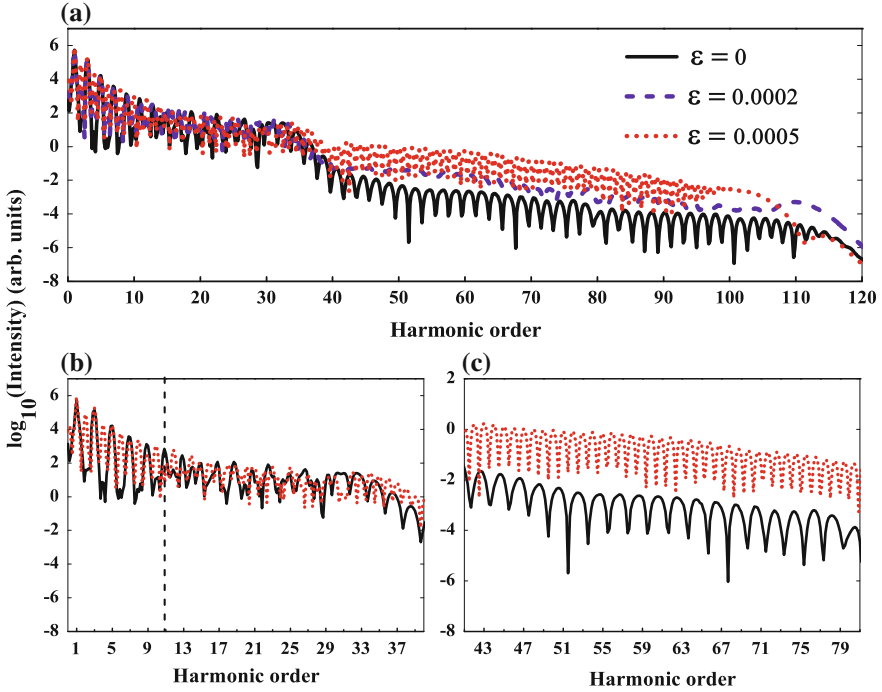 (a)
6
4
2
0
-2
-4
-6
-8
ε = 0
ε = 0.0002
ε = 0.0005
0 10 20 30 40 50 60 70 80 90 100 110 120
Harmonic order
log10(Intensity) (arb. units)
(b)
6
4
2
0
-2
-4
-6
-8
1 5 9 13 17 21 25 29 33 37
Harmonic order
(c)
2
0
-2
-4
-6
-8
43 47 51 55 59 63 67 71 75 79
Harmonic order